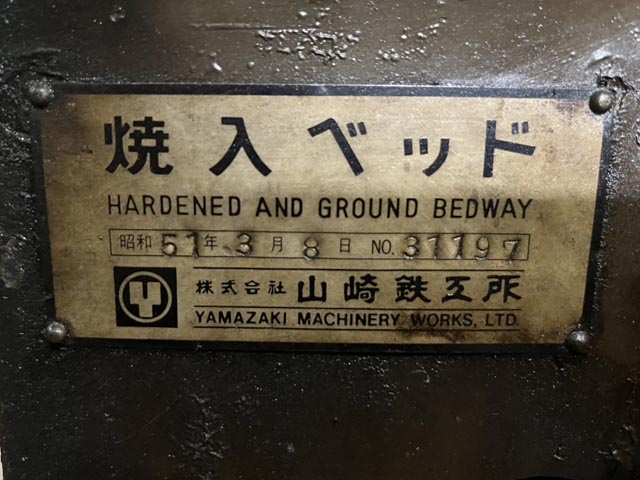 焼入ベッド
HARDENED AND GROUND BEDWAY
昭和 51年 3月 8日 NO. 31197
株式会社 山崎鉄工所
YAMAZAKI MACHINERY WORKS, LTD.